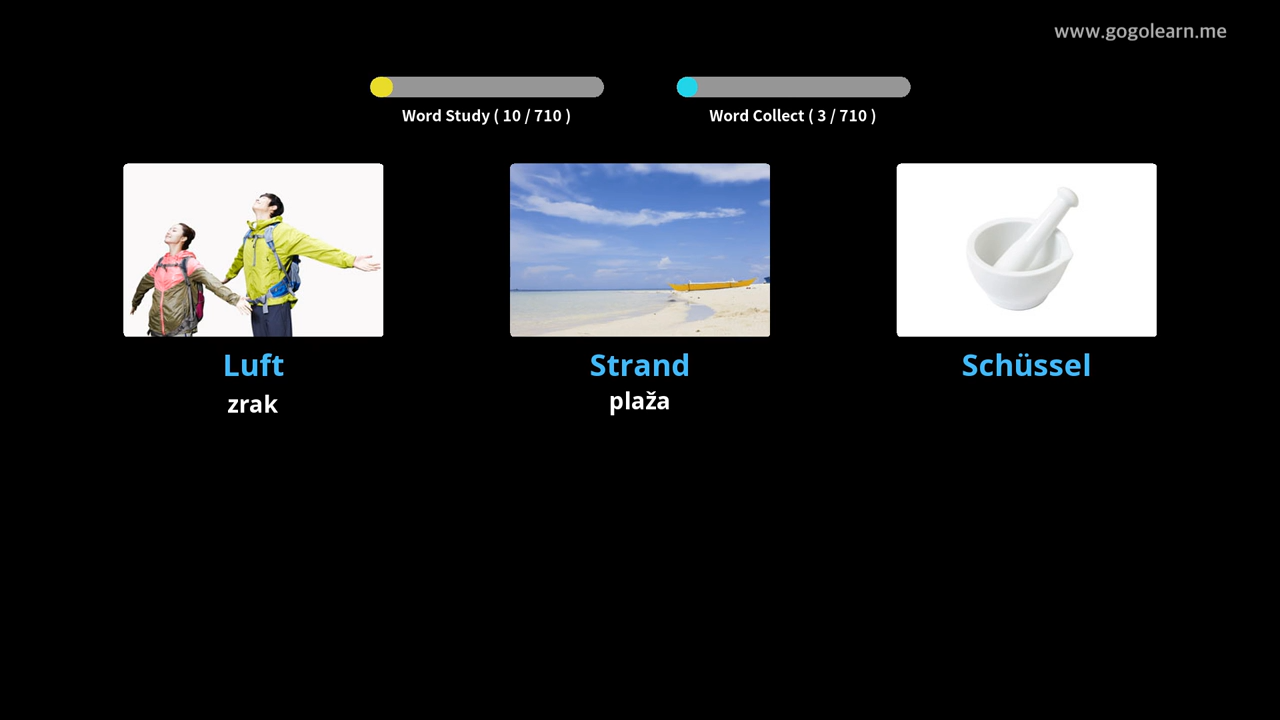 www.gogolearn.me
Word Study ( 10 / 710 )
Word Collect ( 3 / 710 )
Luft
zrak
Strand
plaža
Schüssel